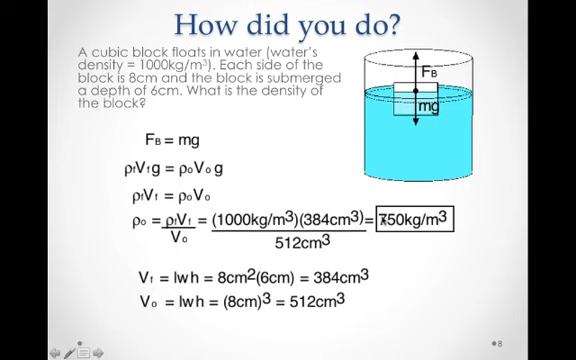 How did you do?
A cubic block floats in water (water's
density = 1000kg/m³). Each side of the
block is 8cm and the block is submerged
a depth of 6cm. What is the density of
the block?
F_B
mg
F_B = mg
ρfVfg = ρoVog
ρfVf = ρoVo
ρo = ρfVf = (1000kg/m³)(384cm³) = 750kg/m³
Vo 512cm³
Vf = lwh = 8cm²(6cm) = 384cm³
Vo = lwh = (8cm)³ = 512cm³
8